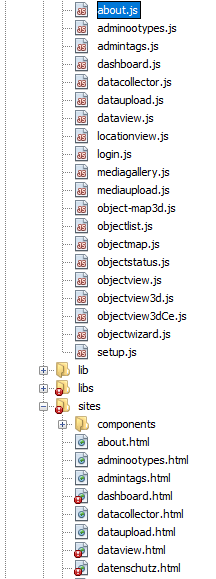 about.js
adminootypes.js
admintags.js
dashboard.js
datacollector.js
dataupload.js
dataview.js
locationview.js
login.js
mediagallery.js
mediaupload.js
object-map3d.js
objectlist.js
objectmap.js
objectstatus.js
objectview.js
objectview3d.js
objectview3dCe.js
objectwizard.js
setup.js
lib
libs
sites
components
about.html
adminootypes.html
admintags.html
dashboard.html
datacollector.html
dataupload.html
dataview.html
datenschutz.html